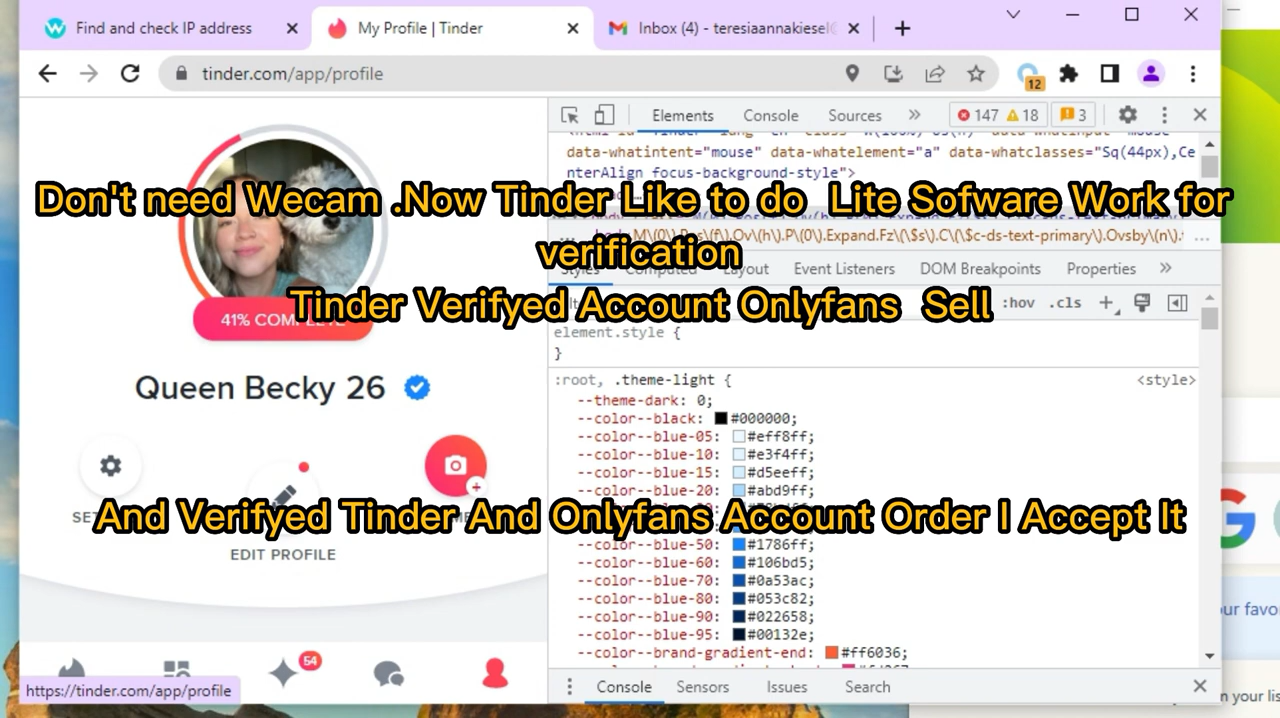 Find and check IP address
My Profile | Tinder
Inbox (4) - teresiaannakiesel@
tinder.com/app/profile
12
Elements Console Sources » 147 18 3
data-whatintent="mouse" data-whatelement="a" data-whatclasses="Sq(44px),Ce
nterAlign focus-background-style">
Don't need Wecam .Now Tinder Like to do Lite Sofware Work for
verification
Tinder Verifyed Account Onlyfans Sell
Styles Computed Layout Event Listeners DOM Breakpoints Properties »
:hov .cls +
41% COMPLETE
element.style {
}
:root, .theme-light { <style>
--theme-dark: 0;
--color--black: #000000;
--color--blue-05: #eff8ff;
--color--blue-10: #e3f4ff;
--color--blue-15: #d5eeff;
--color--blue-20: #abd9ff;
Queen Becky 26
And Verifyed Tinder And Onlyfans Account Order I Accept It
EDIT PROFILE
--color--blue-50: #1786ff;
--color--blue-60: #106bd5;
--color--blue-70: #0a53ac;
--color--blue-80: #053c82;
--color--blue-90: #022658;
--color--blue-95: #00132e;
--color--brand-gradient-end: #ff6036;
54
https://tinder.com/app/profile
Console Sensors Issues Search